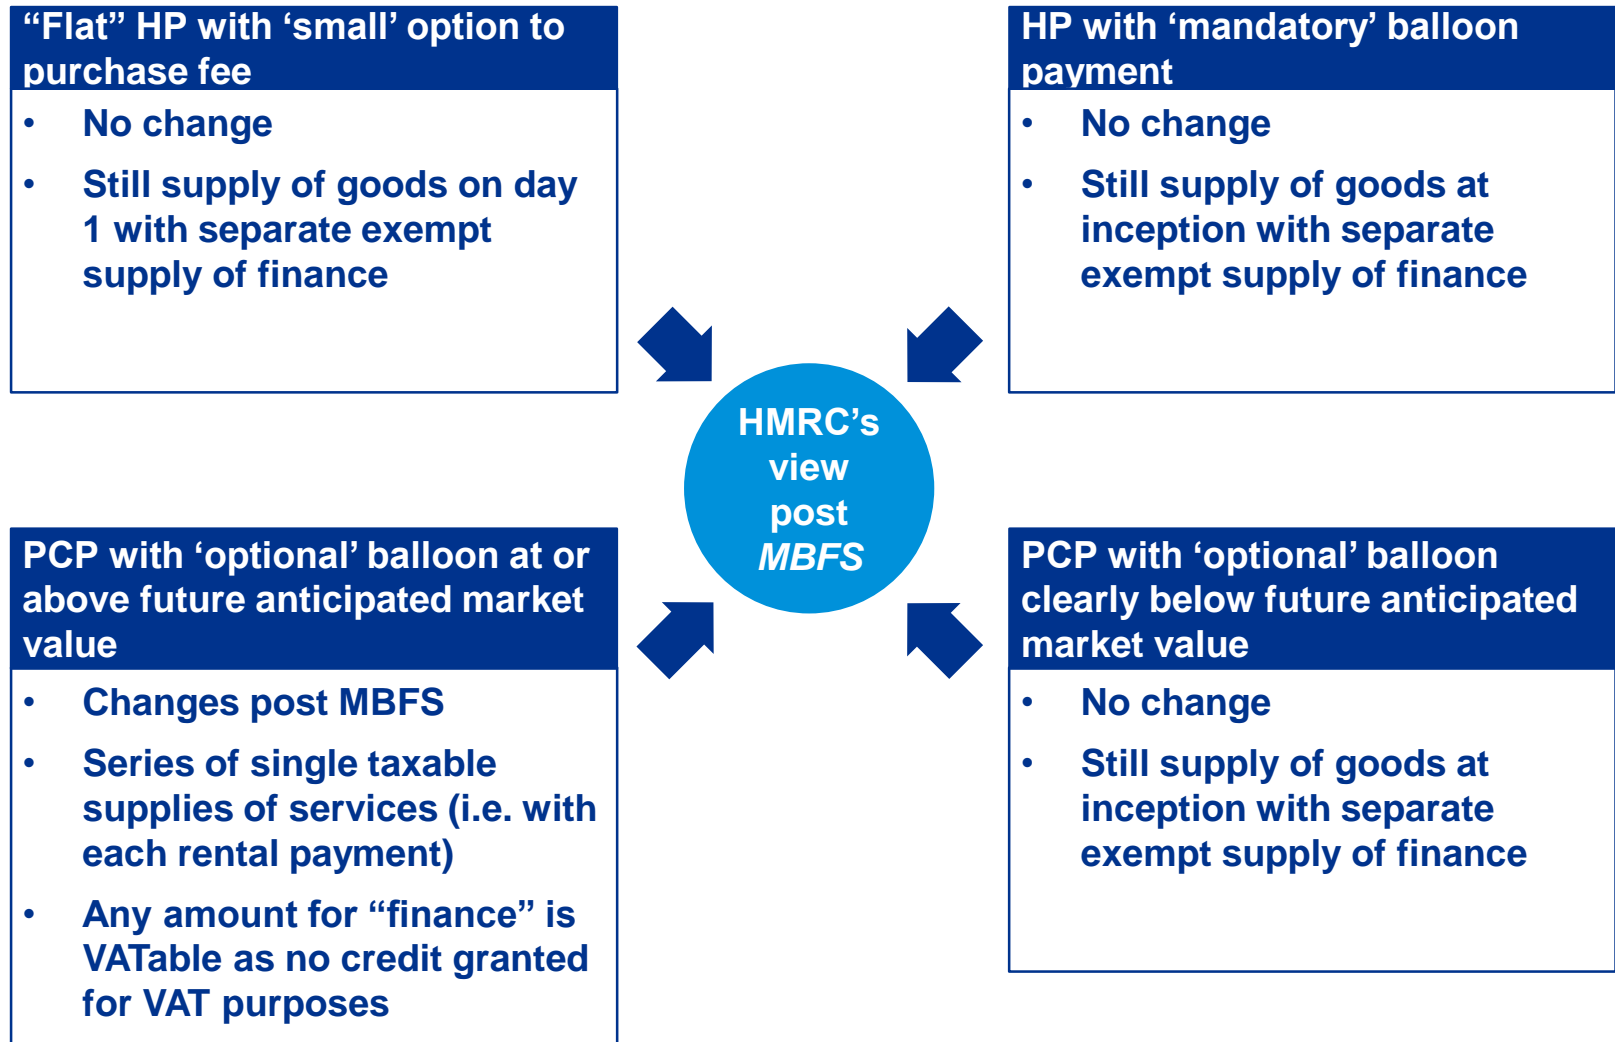 “Flat” HP with ‘small’ option to
purchase fee
• No change
• Still supply of goods on day
1 with separate exempt
supply of finance
HP with ‘mandatory’ balloon
payment
• No change
• Still supply of goods at
inception with separate
exempt supply of finance
HMRC’s
view
post
MBFS
PCP with ‘optional’ balloon at or
above future anticipated market
value
• Changes post MBFS
• Series of single taxable
supplies of services (i.e. with
each rental payment)
• Any amount for “finance” is
VATable as no credit granted
for VAT purposes
PCP with ‘optional’ balloon
clearly below future anticipated
market value
• No change
• Still supply of goods at
inception with separate
exempt supply of finance